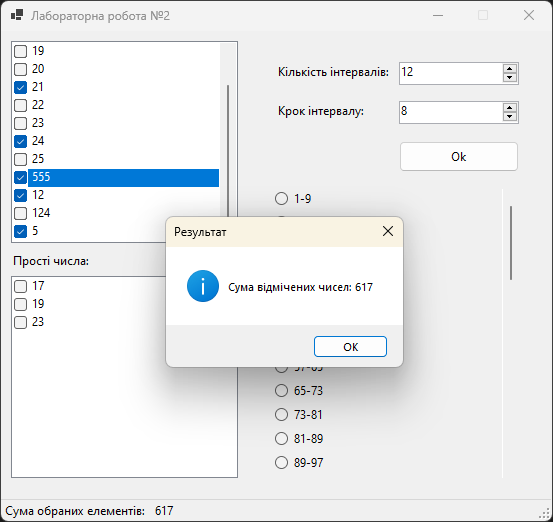 Лабораторна робота №2
19
20
21
22
23
24
25
555
12
124
5
Кількість інтервалів:
12
Крок інтервалу:
8
Ok
1-9
Результат
Сума відмічених чисел: 617
OK
Прості числа:
17
19
23
65-73
73-81
81-89
89-97
Сума обраних елементів: 617